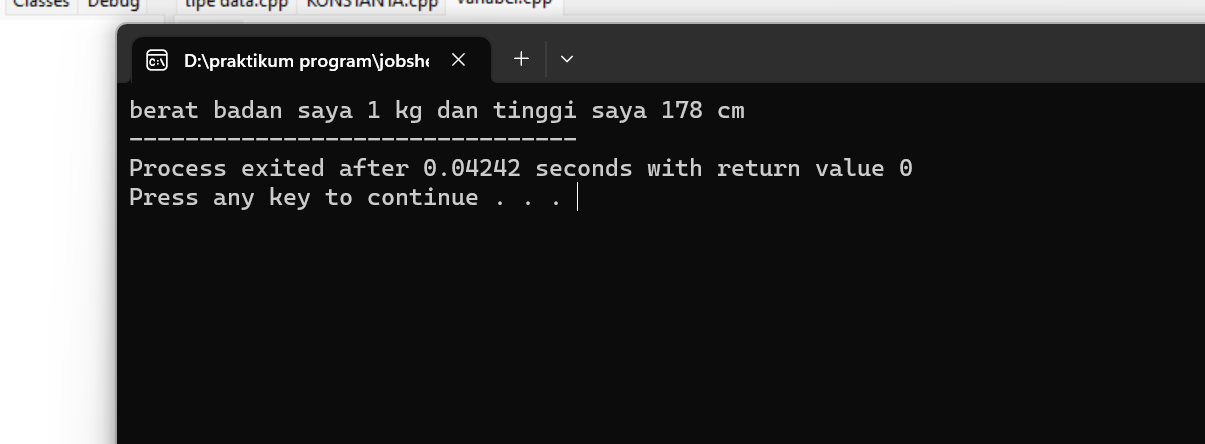 Classes Debug tipe data.cpp KONSTANTA.cpp variabel.cpp
D:\praktikum program\jobshe
berat badan saya 1 kg dan tinggi saya 178 cm
--------------------------------
Process exited after 0.04242 seconds with return value 0
Press any key to continue . . .